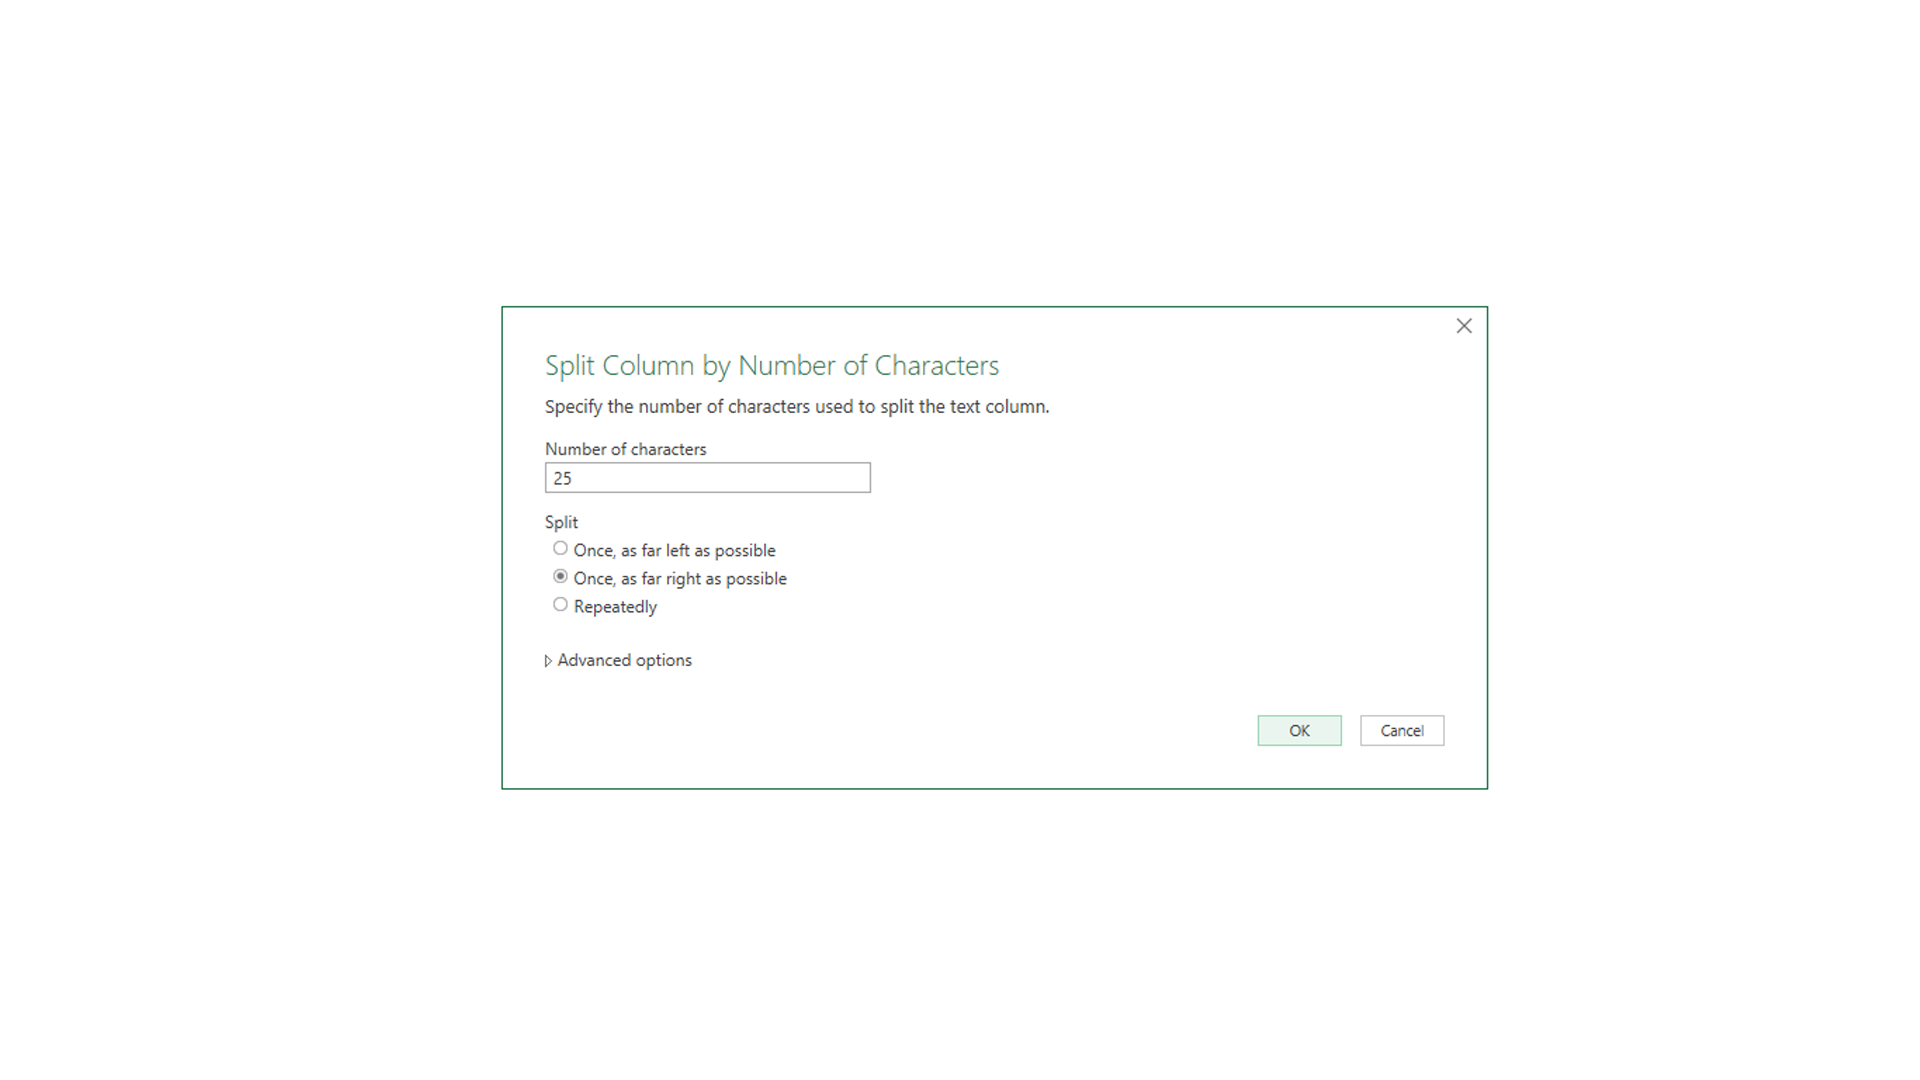 Split Column by Number of Characters
Specify the number of characters used to split the text column.
Number of characters
25
Split
Once, as far left as possible
Once, as far right as possible
Repeatedly
Advanced options
OK
Cancel